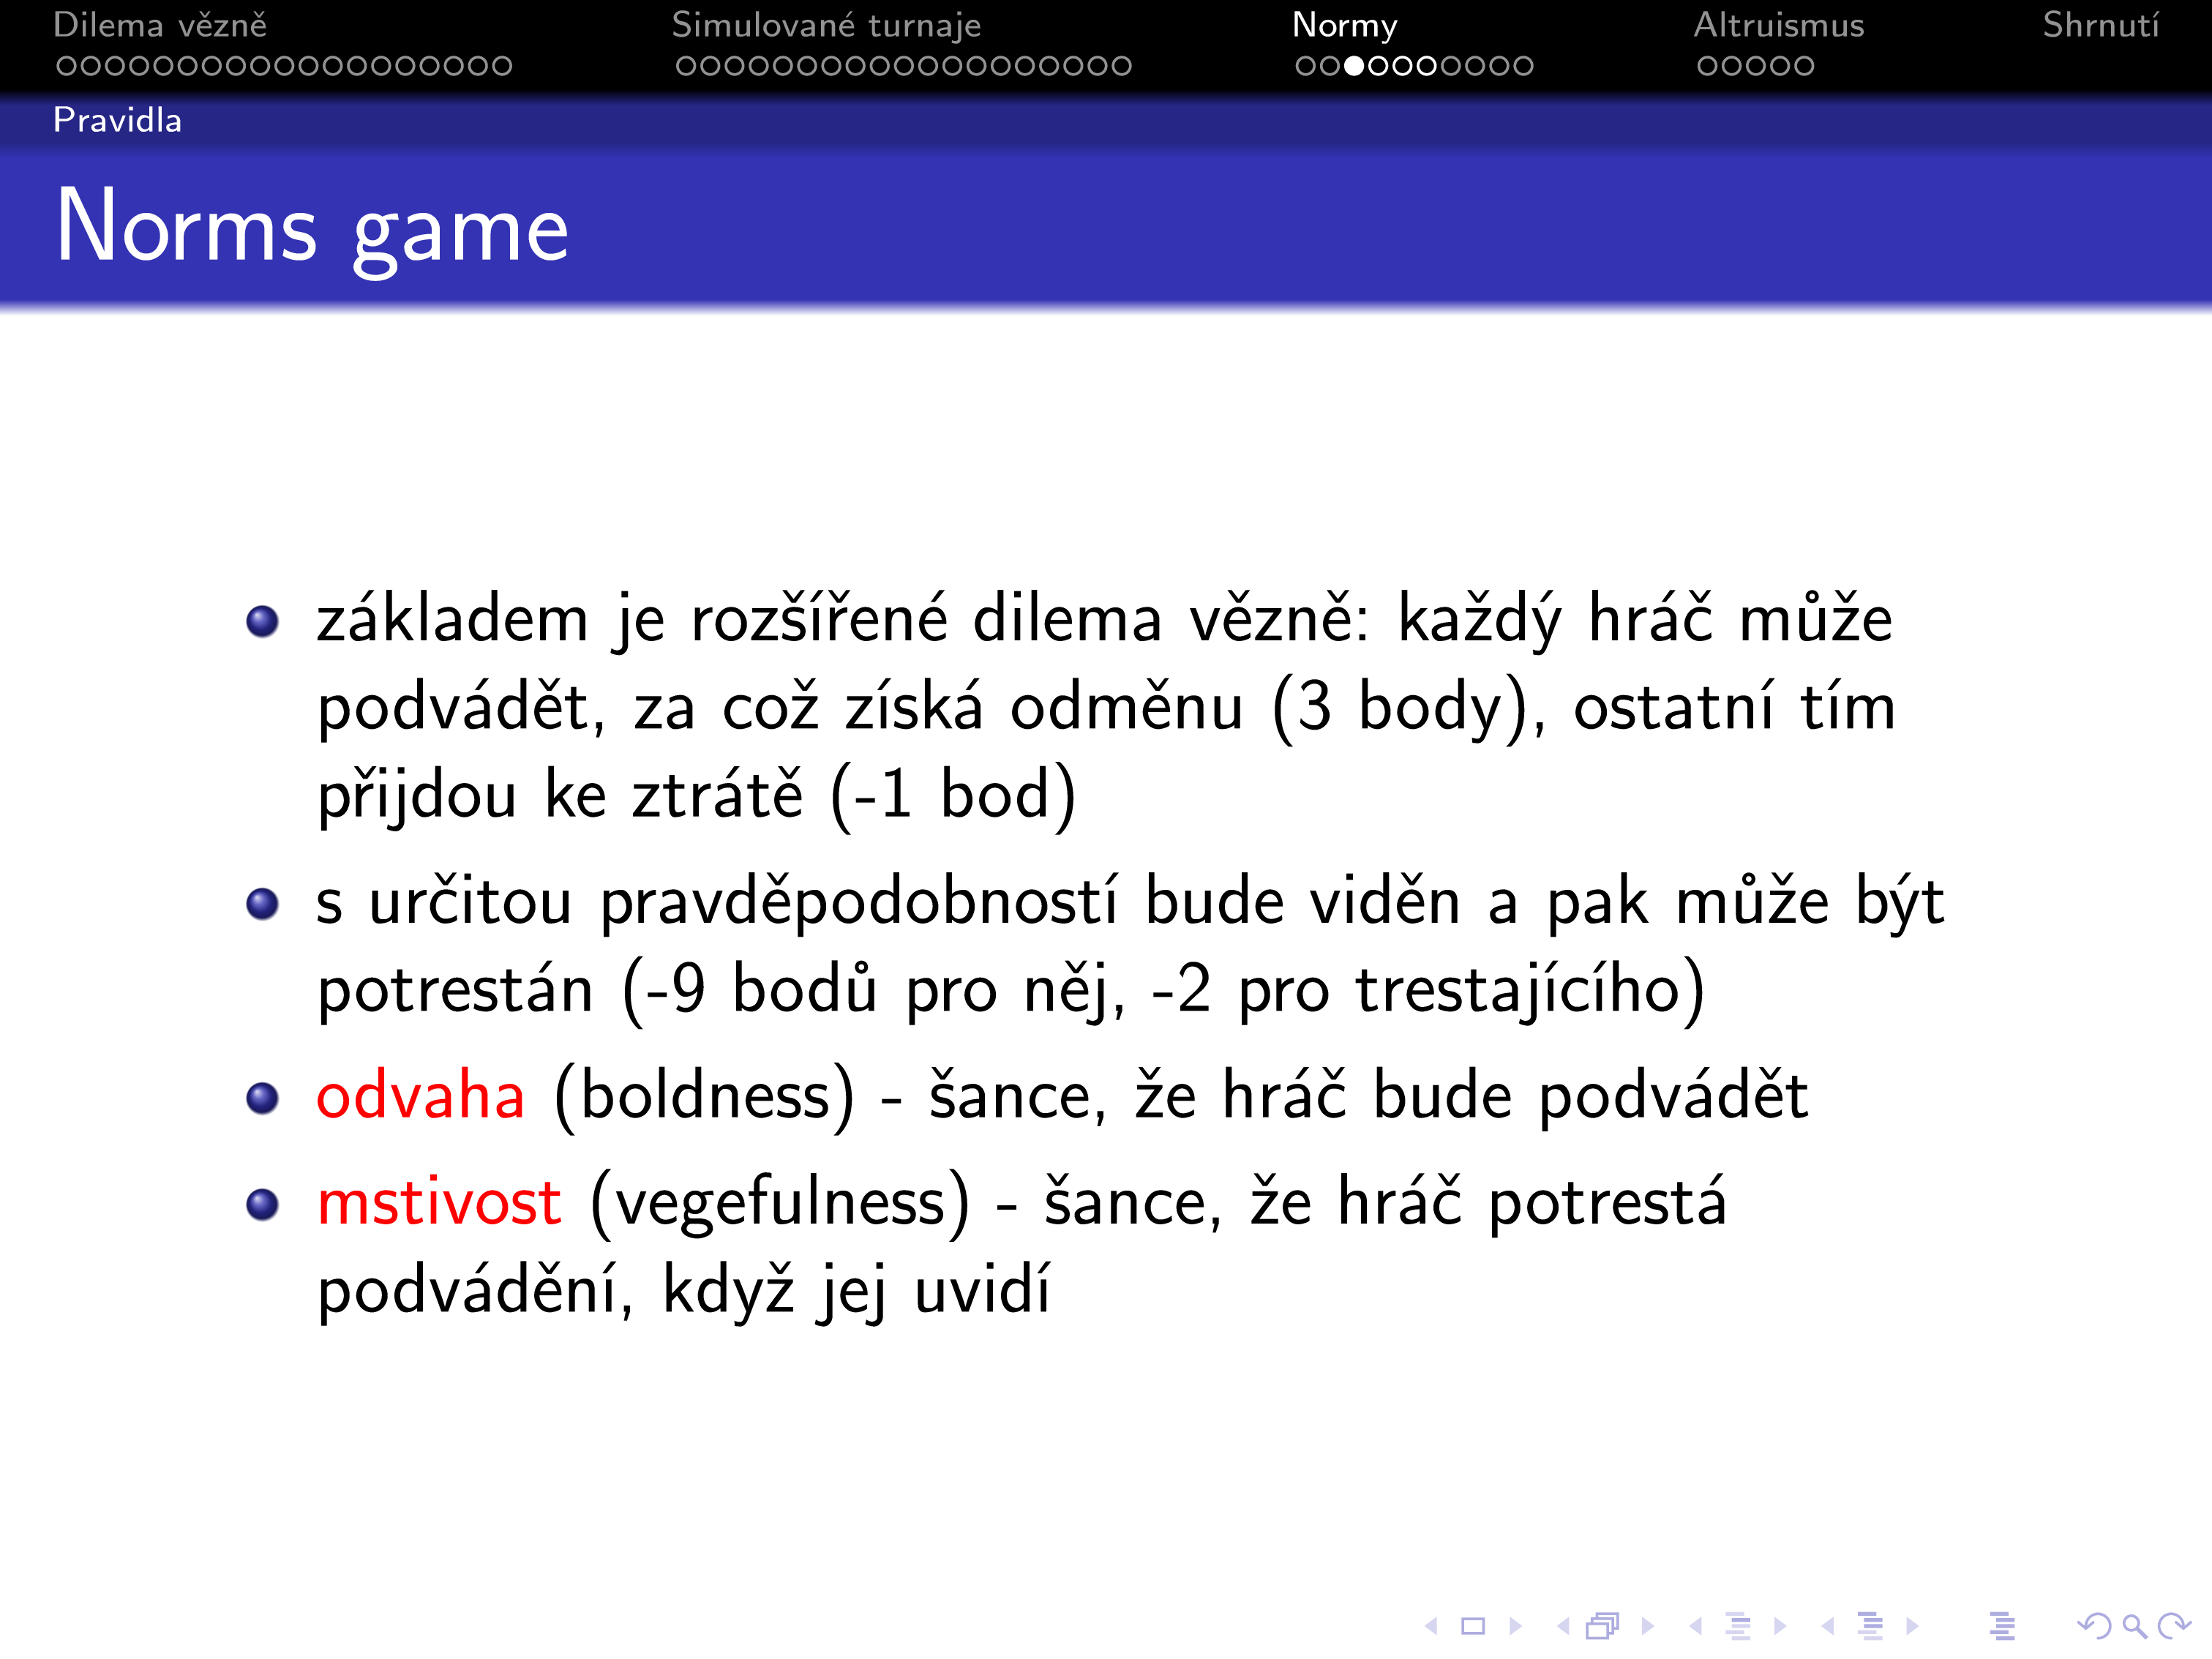 Dilema vězně
Simulované turnaje
Normy
Altruismus
Shrnutí
Pravidla
Norms game
základem je rozšířené dilema vězně: každý hráč může
podvádět, za což získá odměnu (3 body), ostatní tím
přijdou ke ztrátě (-1 bod)
s určitou pravděpodobností bude viděn a pak může být
potrestán (-9 bodů pro něj, -2 pro trestajícího)
odvaha (boldness) - šance, že hráč bude podvádět
mstivost (vegefulness) - šance, že hráč potrestá
podvádění, když jej uvidí